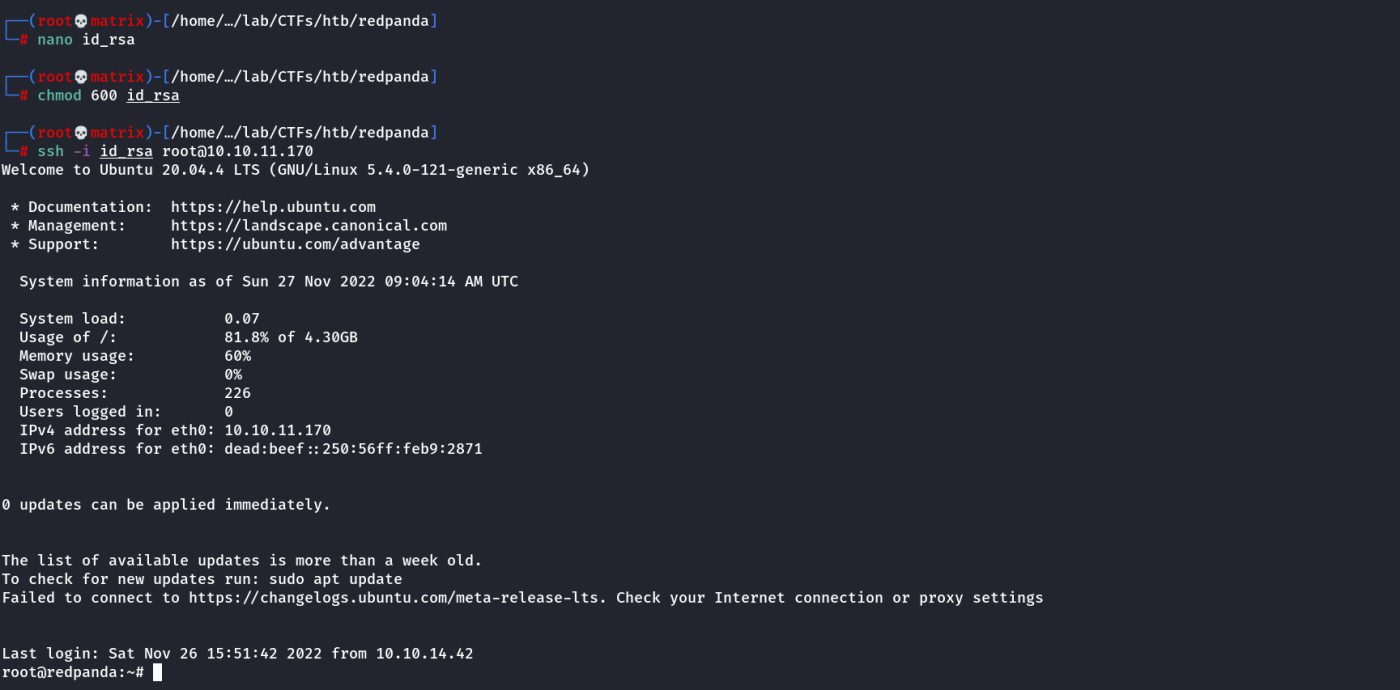 ┌──(root💀matrix)-[/home/…/lab/CTFs/htb/redpanda]
└─# nano id_rsa
┌──(root💀matrix)-[/home/…/lab/CTFs/htb/redpanda]
└─# chmod 600 id_rsa
┌──(root💀matrix)-[/home/…/lab/CTFs/htb/redpanda]
└─# ssh -i id_rsa root@10.10.11.170
Welcome to Ubuntu 20.04.4 LTS (GNU/Linux 5.4.0-121-generic x86_64)
* Documentation:  https://help.ubuntu.com
* Management:     https://landscape.canonical.com
* Support:        https://ubuntu.com/advantage
System information as of Sun 27 Nov 2022 09:04:14 AM UTC
System load:           0.07
Usage of /:            81.8% of 4.30GB
Memory usage:          60%
Swap usage:            0%
Processes:             226
Users logged in:       0
IPv4 address for eth0: 10.10.11.170
IPv6 address for eth0: dead:beef::250:56ff:feb9:2871
0 updates can be applied immediately.
The list of available updates is more than a week old.
To check for new updates run: sudo apt update
Failed to connect to https://changelogs.ubuntu.com/meta-release-lts. Check your Internet connection or proxy settings
Last login: Sat Nov 26 15:51:42 2022 from 10.10.14.42
root@redpanda:~#